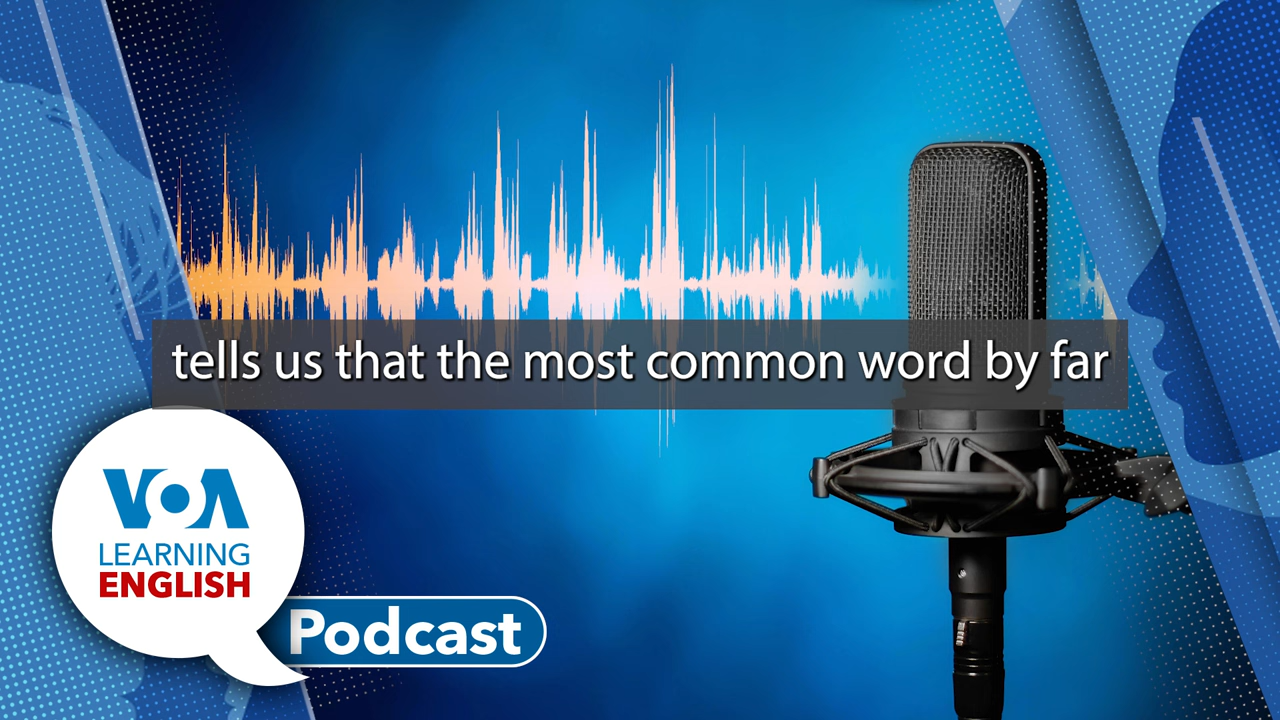 tells us that the most common word by far
VOA
LEARNING
ENGLISH
Podcast